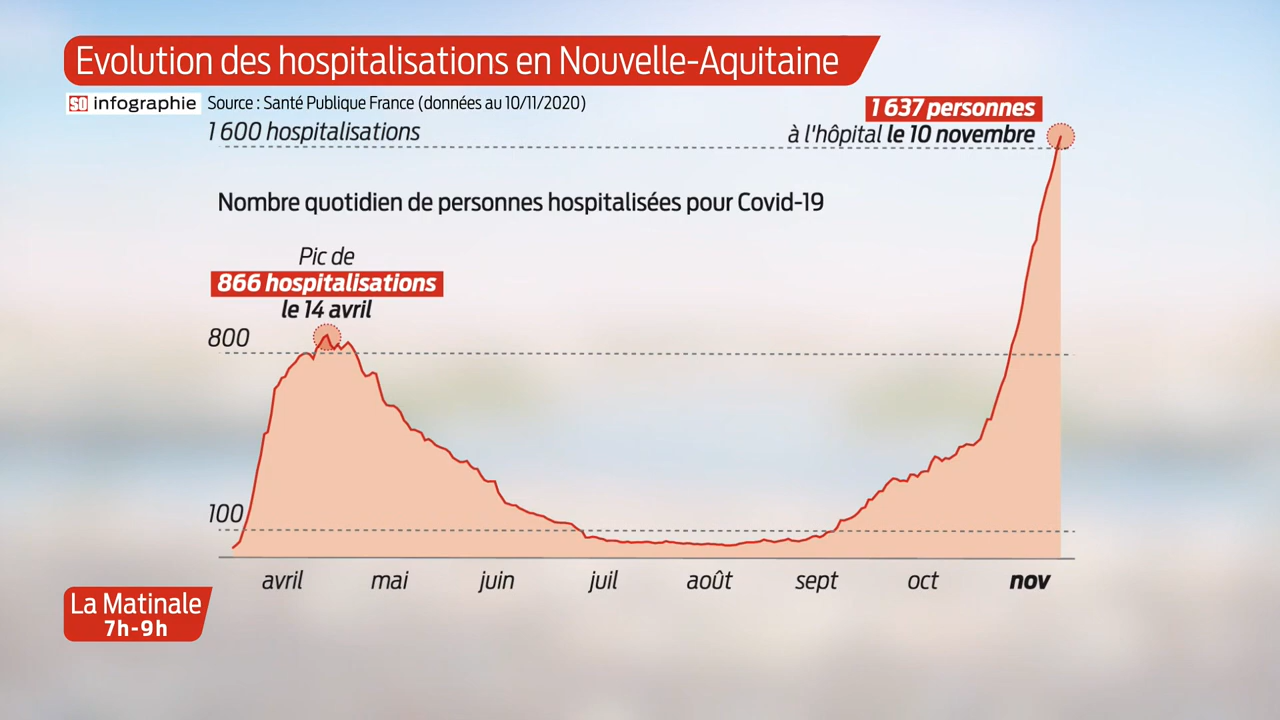 Evolution des hospitalisations en Nouvelle-Aquitaine
SO infographie Source : Santé Publique France (données au 10/11/2020)
1 600 hospitalisations
1 637 personnes
à l'hôpital le 10 novembre
Nombre quotidien de personnes hospitalisées pour Covid-19
Pic de
866 hospitalisations
le 14 avril
800
100
avril mai juin juil août sept oct nov
La Matinale
7h-9h